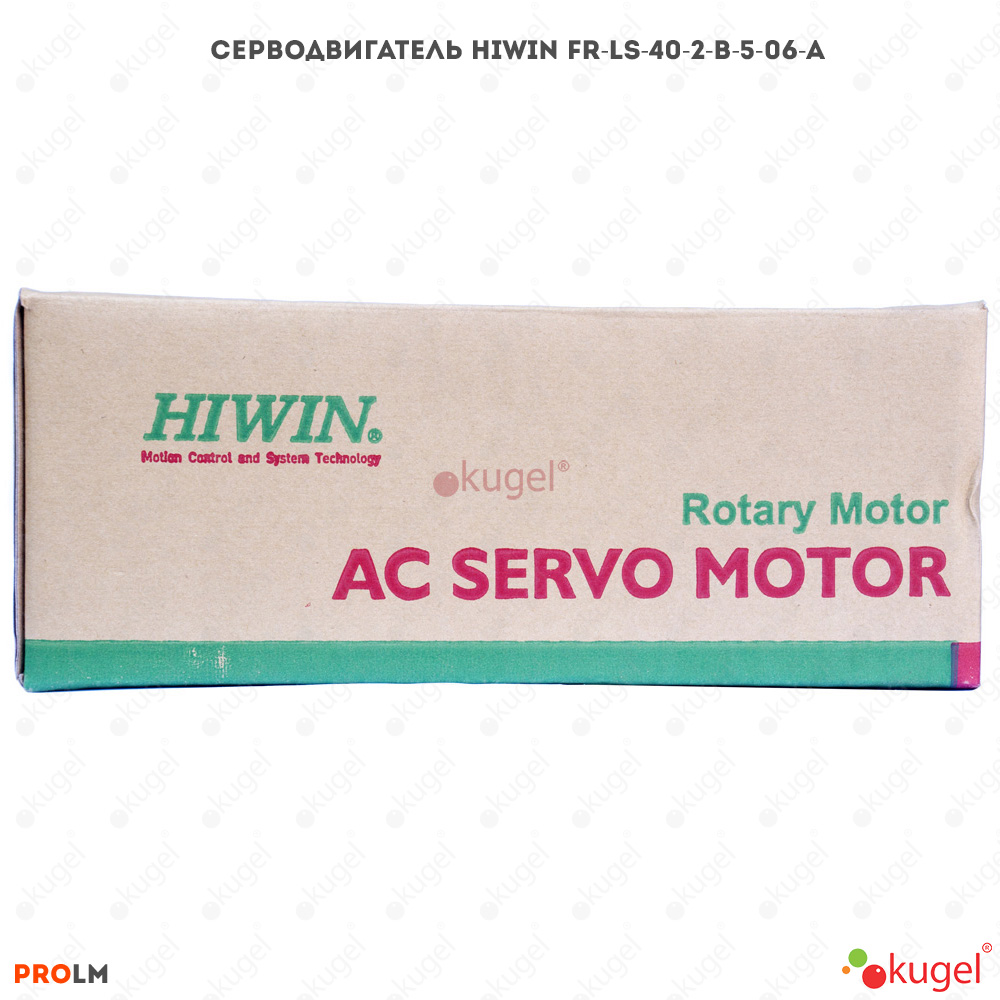 СЕРВОДВИГАТЕЛЬ HIWIN FR-LS-40-2-B-5-06-A
HIWIN®
Motion Control and System Technology
kugel®
Rotary Motor
AC SERVO MOTOR
PROLM
kugel®